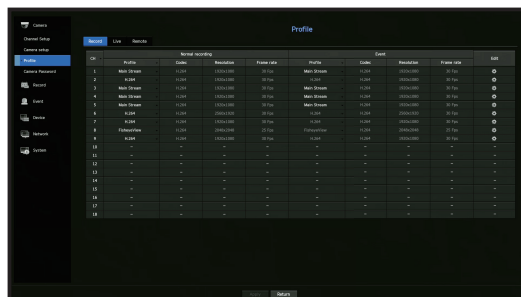 Profile
Camera
Channel Setup
Camera setup
Profile
Camera Password
Record
Event
Device
Network
System
Record Live Remote
CH Normal recording Event Edit
Profile Codec Resolution Frame rate Profile Codec Resolution Frame rate
1 Main Stream H.264 1920x1080 30 Fps Main Stream H.264 1920x1080 30 Fps
2 H.264 H.264 1920x1080 30 Fps H.264 H.264 1920x1080 30 Fps
3 Main Stream H.264 1920x1080 30 Fps Main Stream H.264 1920x1080 30 Fps
4 Main Stream H.264 1920x1080 30 Fps Main Stream H.264 1920x1080 30 Fps
5 Main Stream H.264 1920x1080 30 Fps Main Stream H.264 1920x1080 30 Fps
6 H.264 H.264 2560x1920 30 Fps H.264 H.264 2560x1920 30 Fps
7 H.264 H.264 1920x1080 30 Fps H.264 H.264 1920x1080 30 Fps
8 FisheyeView H.264 2048x2048 25 Fps FisheyeView H.264 2048x2048 25 Fps
9 H.264 H.264 1920x1080 30 Fps H.264 H.264 1920x1080 30 Fps
10 - - - - - - - -
11 - - - - - - - -
12 - - - - - - - -
13 - - - - - - - -
14 - - - - - - - -
15 - - - - - - - -
16 - - - - - - - -
17 - - - - - - - -
18 - - - - - - - -
Return